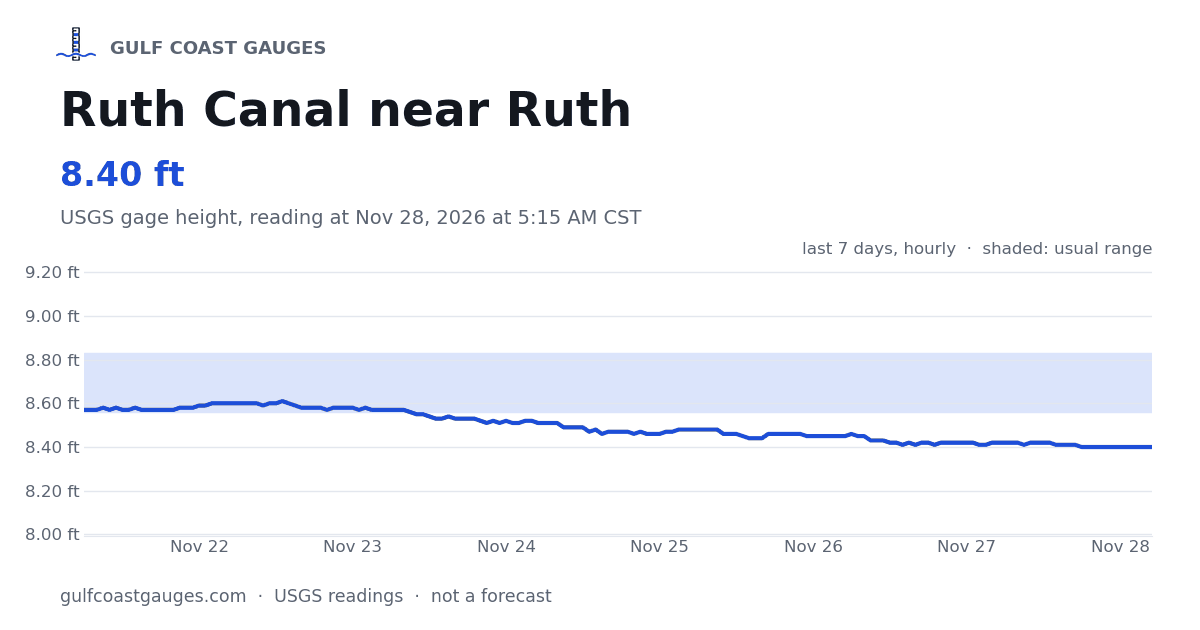 GULF COAST GAUGES
Ruth Canal near Ruth
8.40 ft
USGS gage height, reading at Nov 28, 2026 at 5:15 AM CST
last 7 days, hourly · shaded: usual range
9.20 ft
9.00 ft
8.80 ft
8.60 ft
8.40 ft
8.20 ft
8.00 ft
Nov 22 Nov 23 Nov 24 Nov 25 Nov 26 Nov 27 Nov 28
gulfcoastgauges.com · USGS readings · not a forecast